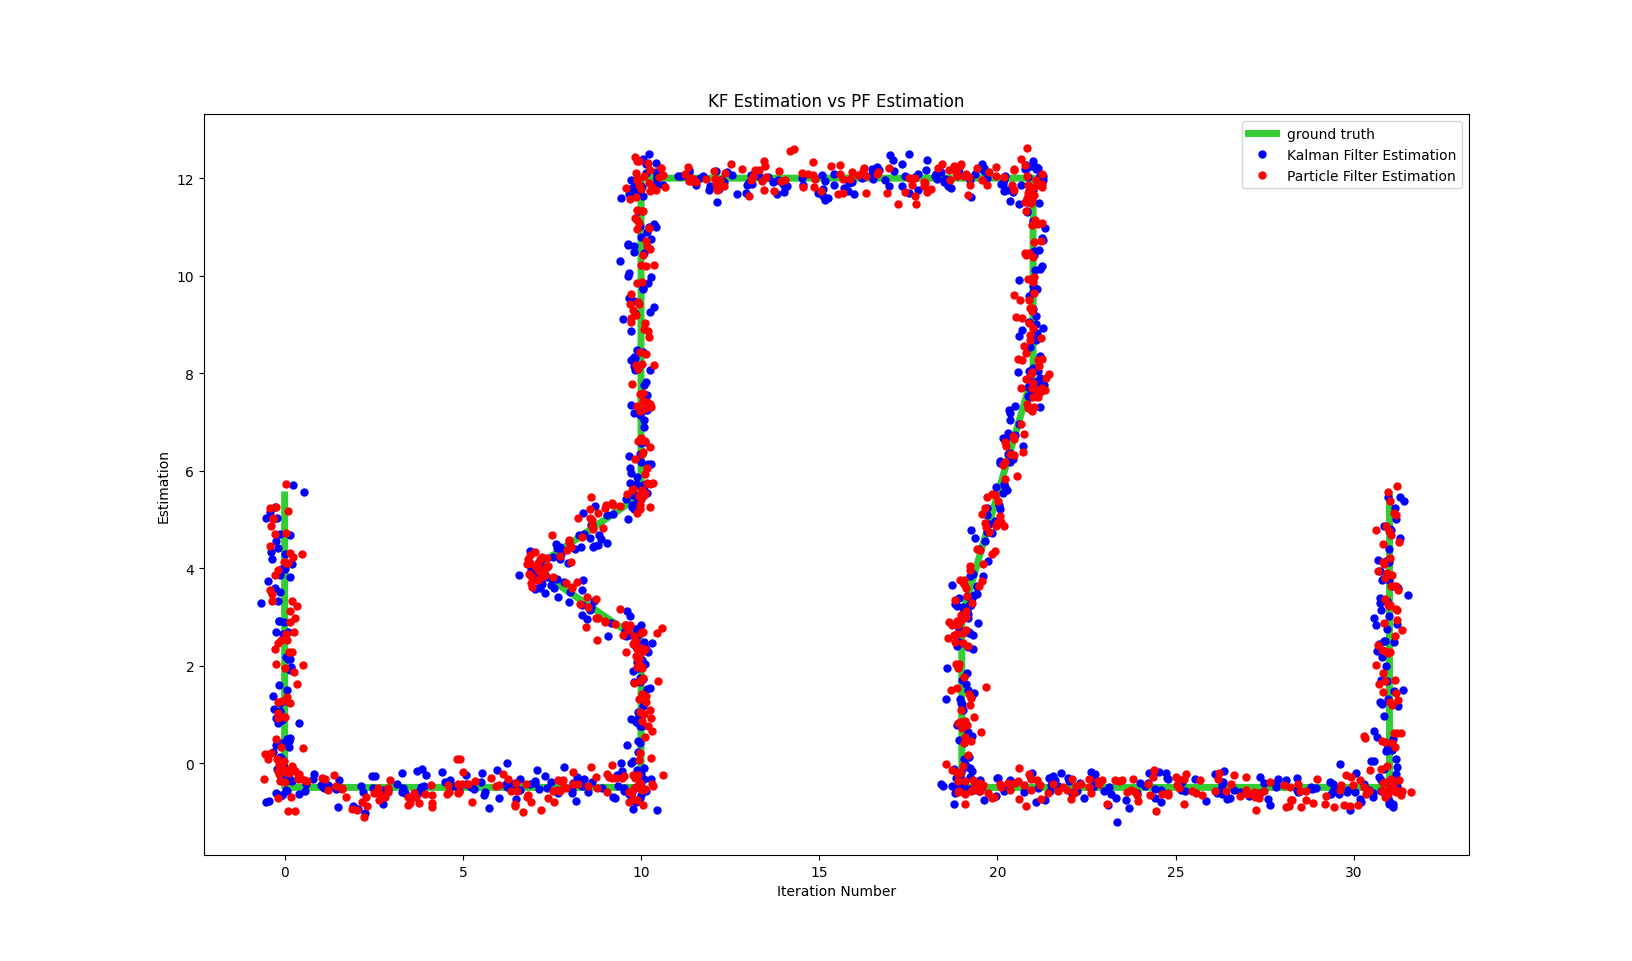 KF Estimation vs PF Estimation
ground truth
Kalman Filter Estimation
Particle Filter Estimation
12
10
8
6
4
2
0
Estimation
0 5 10 15 20 25 30
Iteration Number